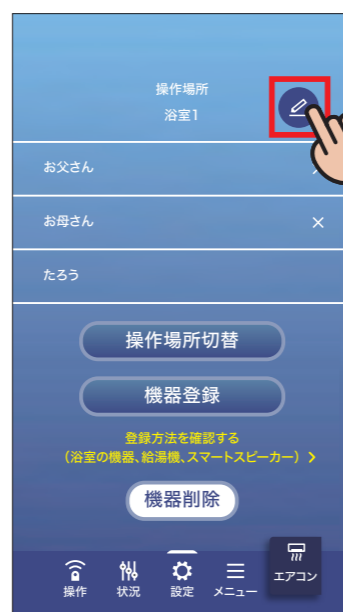 操作場所
浴室1
お父さん
お母さん
×
たろう
操作場所切替
機器登録
登録方法を確認する
(浴室の機器、給湯機、スマートスピーカー) >
機器削除
操作 状況 設定 メニュー エアコン